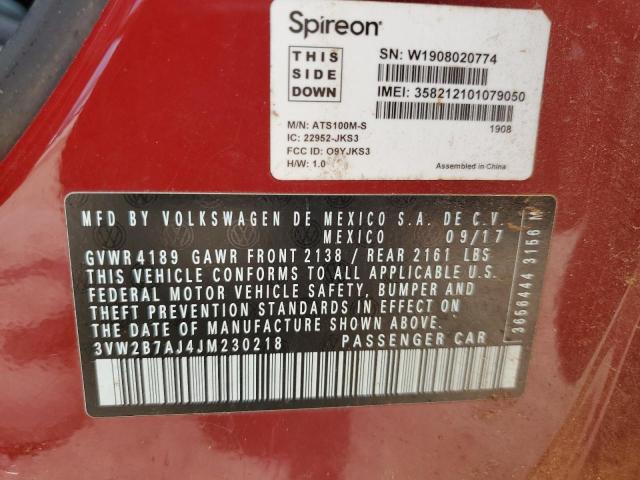 Spireon
THIS
SIDE
DOWN
SN: W1908020774
IMEI: 358212101079050
1908
M/N: ATS100M-S
IC: 22952-JKS3
FCC ID: O9YJKS3
H/W: 1.0
Assembled in China
MFD BY VOLKSWAGEN DE MEXICO S.A. DE C.V.
MEXICO 09/17
GVWR 4189 GAWR FRONT 2138 / REAR 2161 LBS
THIS VEHICLE CONFORMS TO ALL APPLICABLE U.S.
FEDERAL MOTOR VEHICLE SAFETY, BUMPER AND
THEFT PREVENTION STANDARDS IN EFFECT ON
THE DATE OF MANUFACTURE SHOWN ABOVE.
3VW2B7AJ4JM230218 PASSENGER CAR
3656444 3156 M